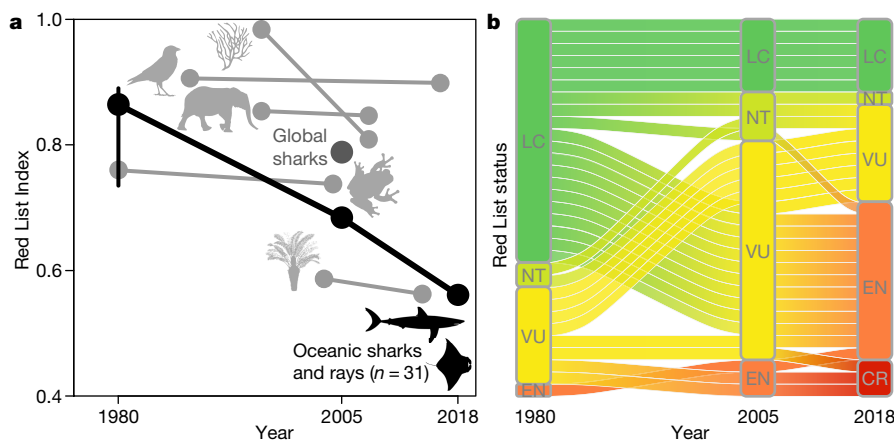 a
1.0
0.8
0.6
0.4
Red List Index
Global
sharks
Oceanic sharks
and rays (n = 31)
1980
2005
2018
Year
b
Red List status
LC
NT
VU
EN
LC
NT
VU
EN
LC
NT
VU
EN
CR
1980
2005
2018
Year